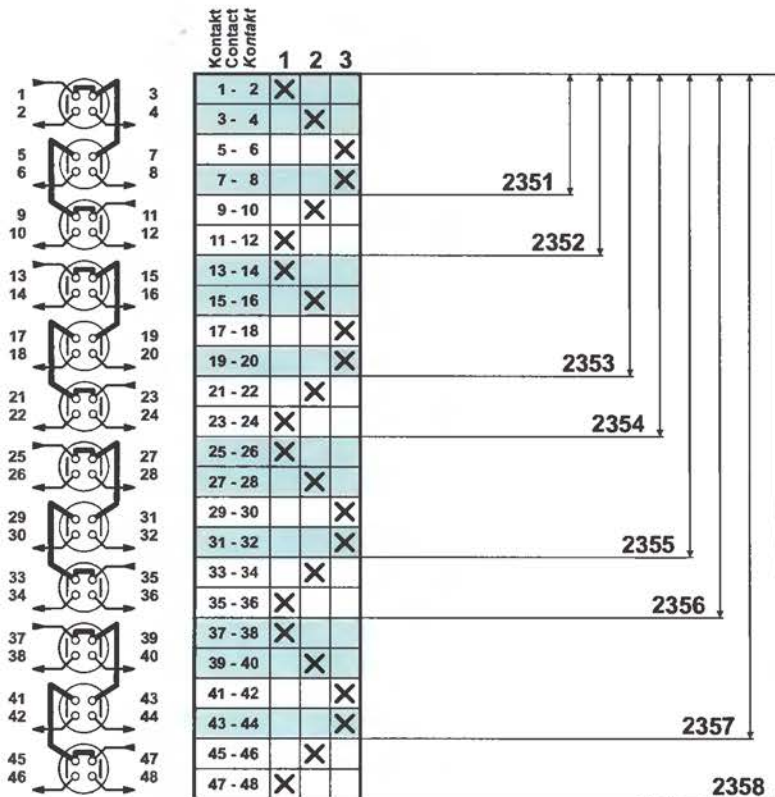 Kontakt
Contact
Kontakt
1 2 3
1 3
2 4
5 7
6 8
9 11
10 12
13 15
14 16
17 19
18 20
21 23
22 24
25 27
26 28
29 31
30 32
33 35
34 36
37 39
38 40
41 43
42 44
45 47
46 48
1 - 2 X
3 - 4 X
5 - 6 X
7 - 8 X
9 - 10 X
11 - 12 X
13 - 14 X
15 - 16 X
17 - 18 X
19 - 20 X
21 - 22 X
23 - 24 X
25 - 26 X
27 - 28 X
29 - 30 X
31 - 32 X
33 - 34 X
35 - 36 X
37 - 38 X
39 - 40 X
41 - 42 X
43 - 44 X
45 - 46 X
47 - 48 X
2351
2352
2353
2354
2355
2356
2357
2358